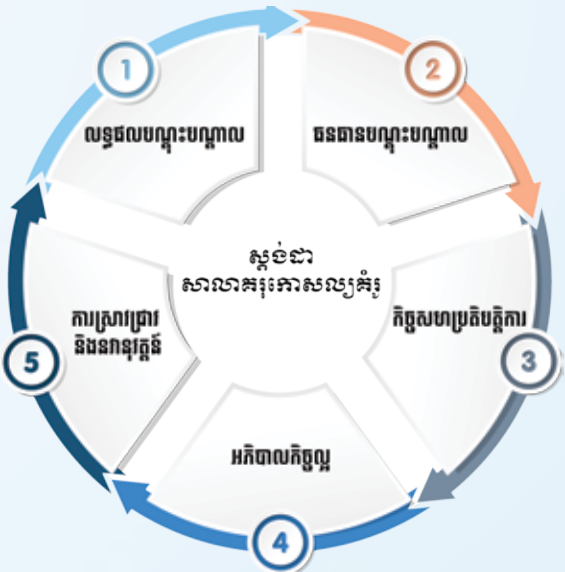 1
លទ្ធផលបណ្តុះបណ្តាល
2
ធនធានបណ្តុះបណ្តាល
ស្តង់ដា
សាលាគរុកោសល្យគំរូ
3
កិច្ចសហប្រតិបត្តិការ
4
អភិបាលកិច្ចល្អ
5
ការស្រាវជ្រាវ
និងនវានុវត្តន៍